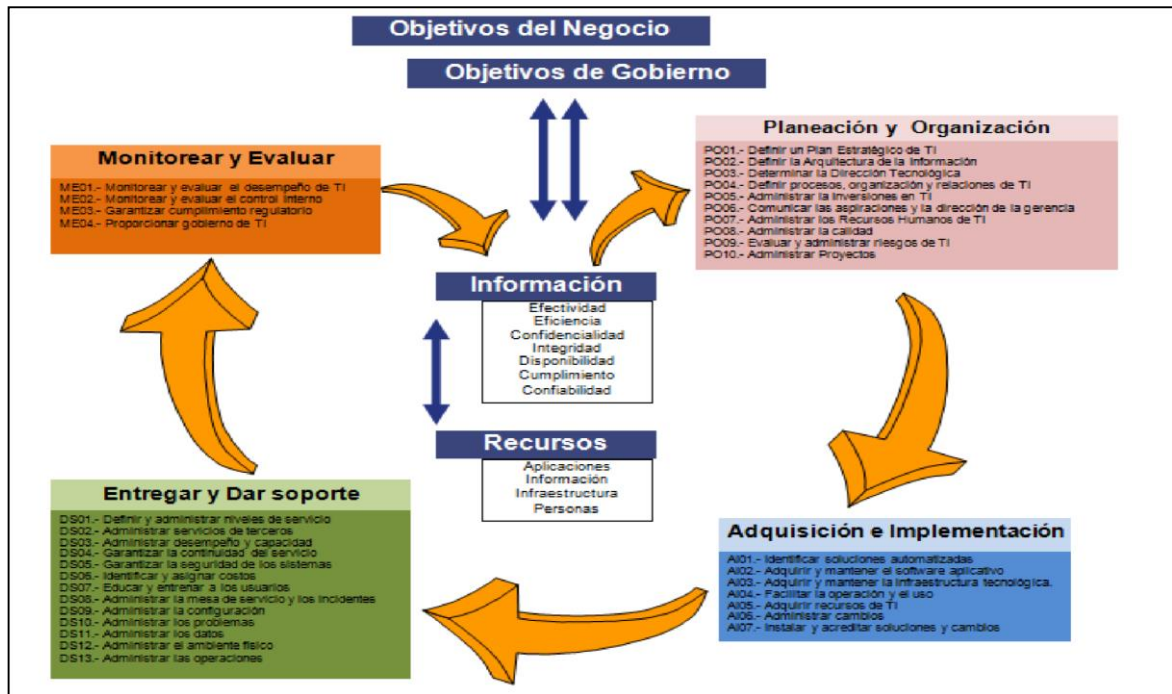 Objetivos del Negocio
Objetivos de Gobierno
Planeación y Organización
PO01.- Definir un Plan Estratégico de TI
PO02.- Definir la Arquitectura de la Información
PO03.- Determinar la Dirección Tecnológica
PO04.- Definir procesos, organización y relaciones de TI
PO05.- Administrar la Inversiones en TI
PO06.- Comunicar las aspiraciones y la dirección de la gerencia
PO07.- Administrar los Recursos Humanos de TI
PO08.- Administrar la calidad
PO09.- Evaluar y administrar riesgos de TI
PO10.- Administrar Proyectos
Monitorear y Evaluar
ME01.- Monitorear y evaluar el desempeño de TI
ME02.- Monitorear y evaluar el control Interno
ME03.- Garantizar cumplimiento regulatorio
ME04.- Proporcionar gobierno de TI
Información
Efectividad
Eficiencia
Confidencialidad
Integridad
Disponibilidad
Cumplimiento
Confiabilidad
Recursos
Aplicaciones
Información
Infraestructura
Personas
Entregar y Dar soporte
DS01.- Definir y administrar niveles de servicio
DS02.- Administrar servicios de terceros
DS03.- Administrar desempeño y capacidad
DS04.- Garantizar la continuidad del servicio
DS05.- Garantizar la seguridad de los sistemas
DS06.- Identificar y asignar costos
DS07.- Educar y entrenar a los usuarios
DS08.- Administrar la mesa de servicio y los incidentes
DS09.- Administrar la configuración
DS10.- Administrar los problemas
DS11.- Administrar los datos
DS12.- Administrar el ambiente físico
DS13.- Administrar las operaciones
Adquisición e Implementación
AI01.- Identificar soluciones automatizadas
AI02.- Adquirir y mantener el software aplicativo
AI03.- Adquirir y mantener la infraestructura tecnológica.
AI04.- Facilitar la operación y el uso
AI05.- Adquirir recursos de TI
AI06.- Administrar cambios
AI07.- Instalar y acreditar soluciones y cambios